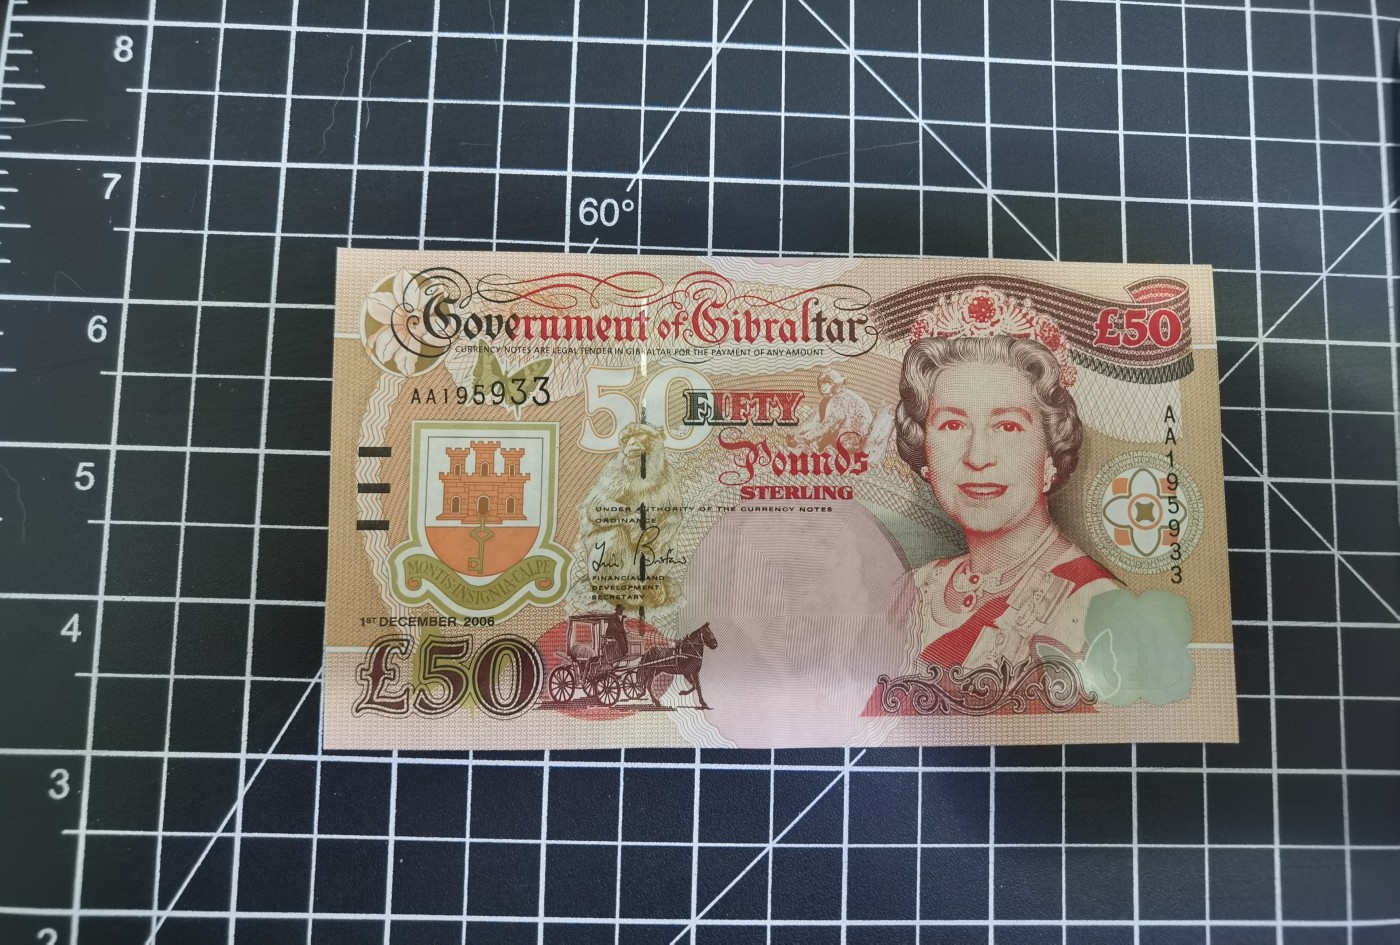 8
7
60°
6
5
4
3
2
Government of Gibraltar
CURRENCY NOTES ARE LEGAL TENDER IN GIBRALTAR FOR THE PAYMENT OF ANY AMOUNT
£50
AA195933
50 FIFTY
Pounds
STERLING
AA195933
UNDER AUTHORITY OF THE CURRENCY NOTES
ORDINANCE
FINANCIAL AND
DEVELOPMENT
SECRETARY
MONTIS INSIGNIA CALPE
1ST DECEMBER 2006
£50